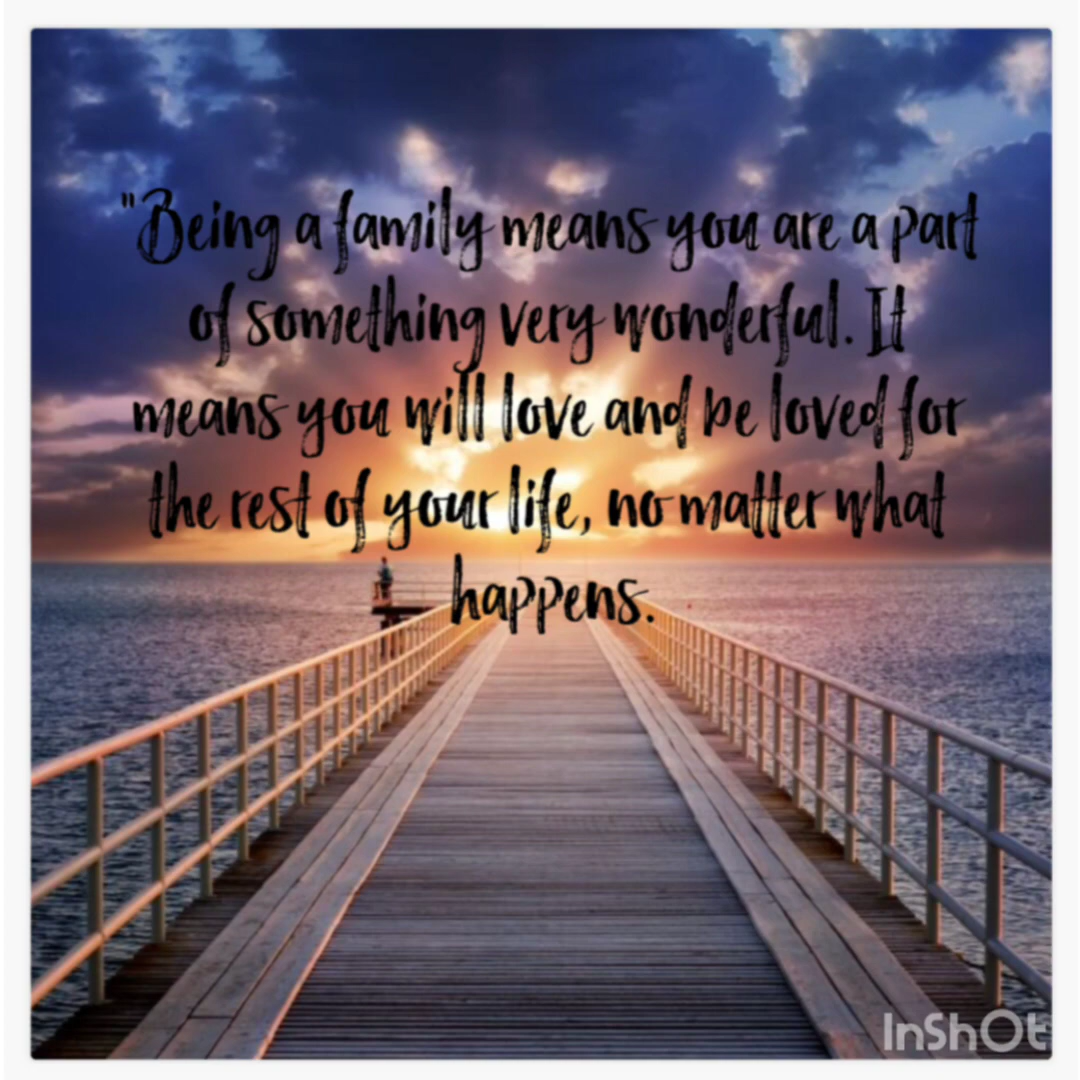 "Being a family means you are a part
of something very wonderful. It
means you will love and be loved for
the rest of your life, no matter what
happens.
InShOt